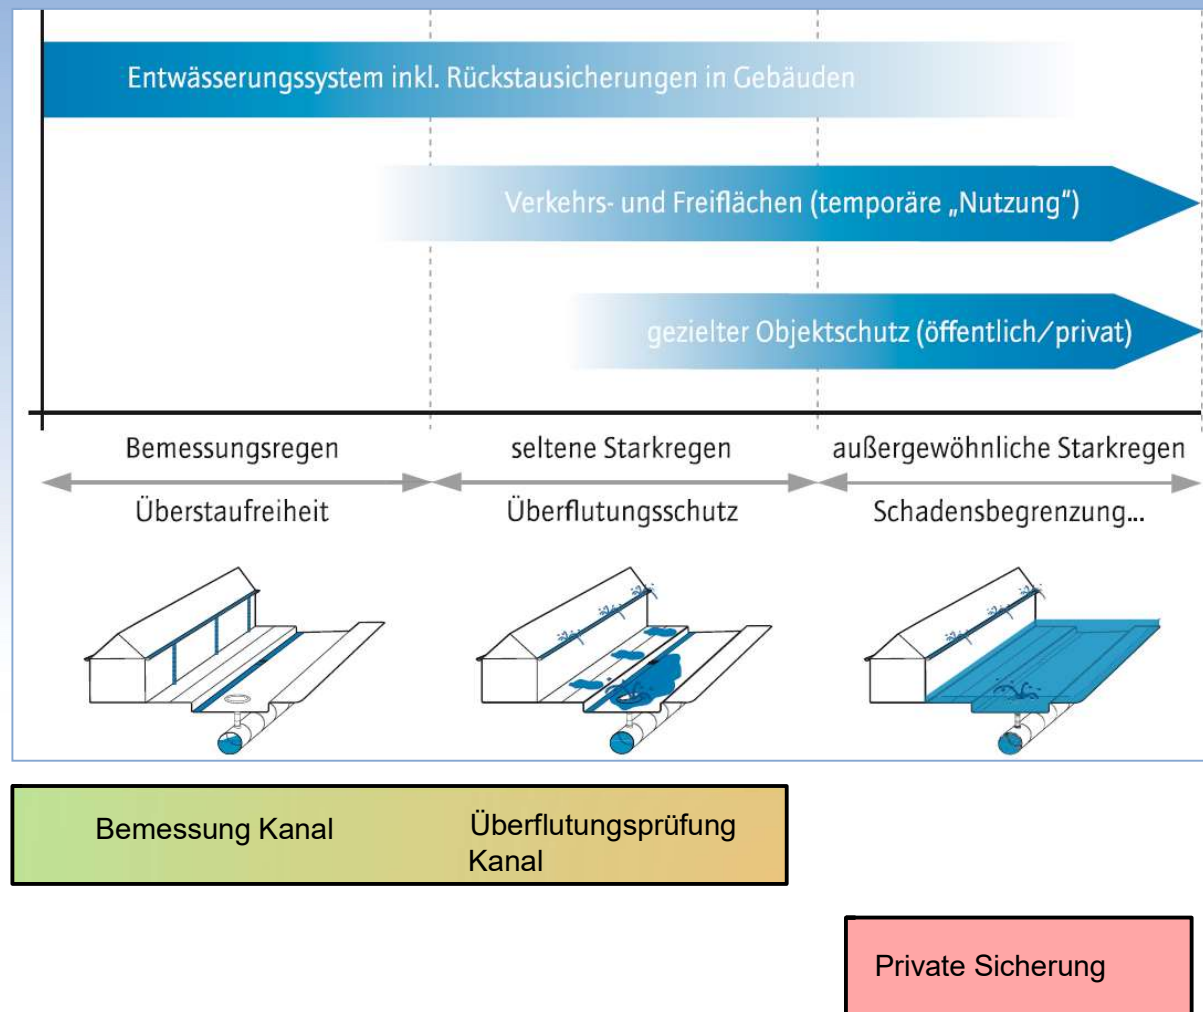 Entwässerungssystem inkl. Rückstausicherungen in Gebäuden
Verkehrs- und Freiflächen (temporäre „Nutzung“)
gezielter Objektschutz (öffentlich/privat)
Bemessungsregen
seltene Starkregen
außergewöhnliche Starkregen
Überstaufreiheit
Überflutungsschutz
Schadensbegrenzung...
Bemessung Kanal
Überflutungsprüfung
Kanal
Private Sicherung